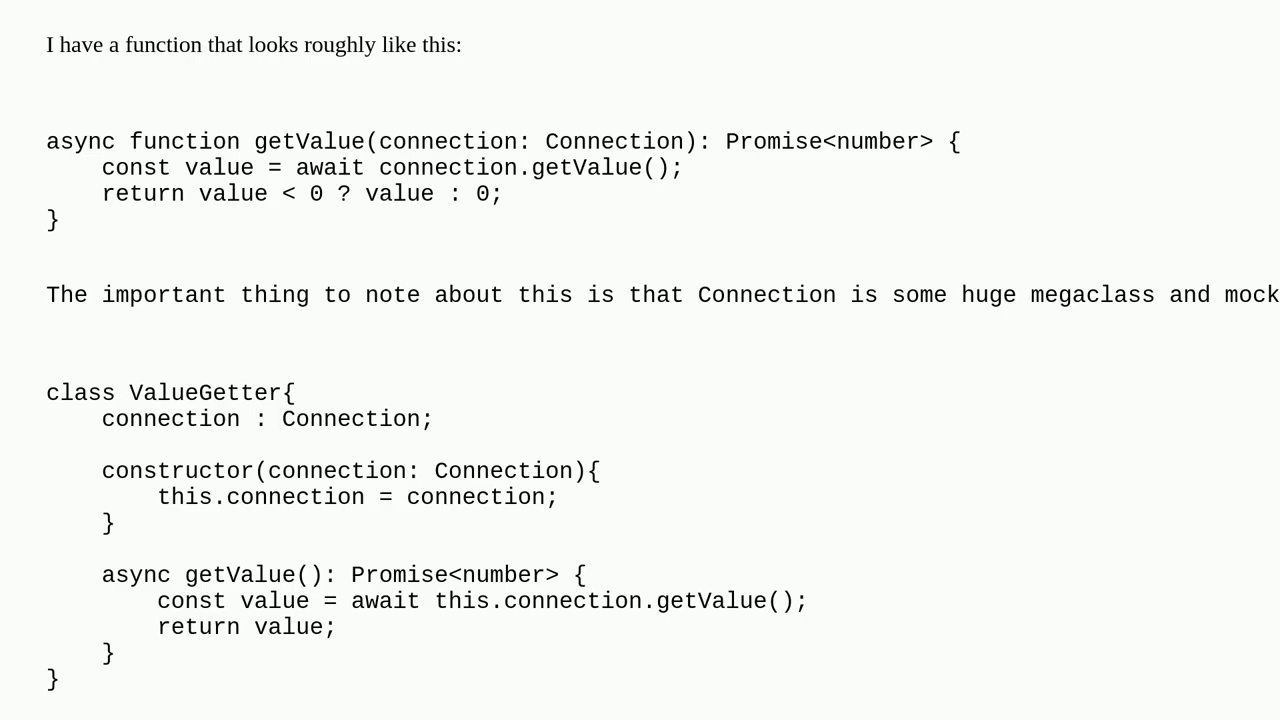 I have a function that looks roughly like this:
async function getValue(connection: Connection): Promise<number> {
    const value = await connection.getValue();
    return value < 0 ? value : 0;
}
The important thing to note about this is that Connection is some huge megaclass and mock
class ValueGetter{
    connection : Connection;
    constructor(connection: Connection){
        this.connection = connection;
    }
    async getValue(): Promise<number> {
        const value = await this.connection.getValue();
        return value;
    }
}